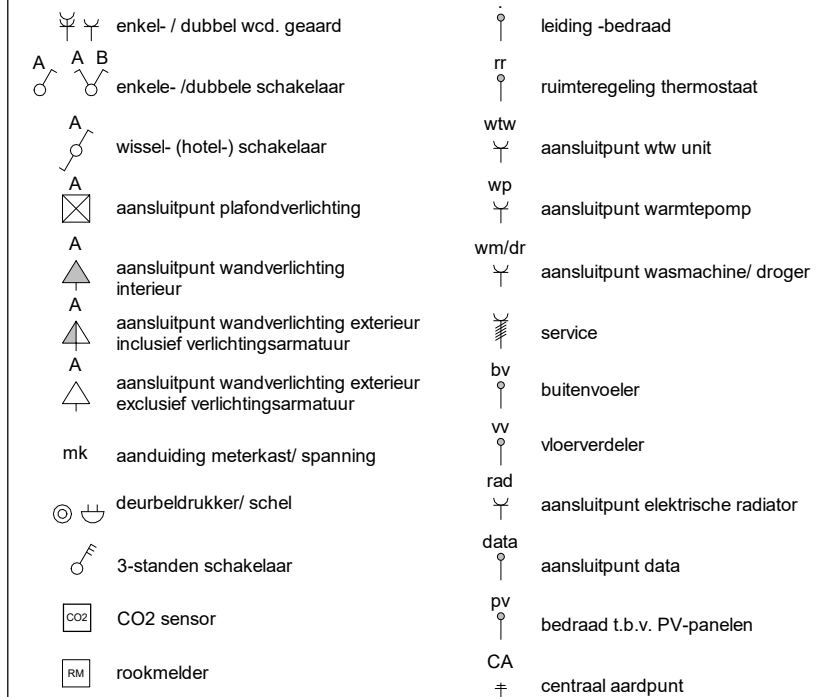 enkel- / dubbel wcd. geaard
A A B
enkele- /dubbele schakelaar
A
wissel- (hotel-) schakelaar
A
aansluitpunt plafondverlichting
A
aansluitpunt wandverlichting
interieur
A
aansluitpunt wandverlichting exterieur
inclusief verlichtingsarmatuur
A
aansluitpunt wandverlichting exterieur
exclusief verlichtingsarmatuur
mk aanduiding meterkast/ spanning
deurbeldrukker/ schel
3-standen schakelaar
CO2 CO2 sensor
RM rookmelder
leiding -bedraad
rr
ruimteregeling thermostaat
wtw
aansluitpunt wtw unit
wp
aansluitpunt warmtepomp
wm/dr
aansluitpunt wasmachine/ droger
service
bv
buitenvoeler
vv
vloerverdeler
rad
aansluitpunt elektrische radiator
data
aansluitpunt data
pv
bedraad t.b.v. PV-panelen
CA
centraal aardpunt